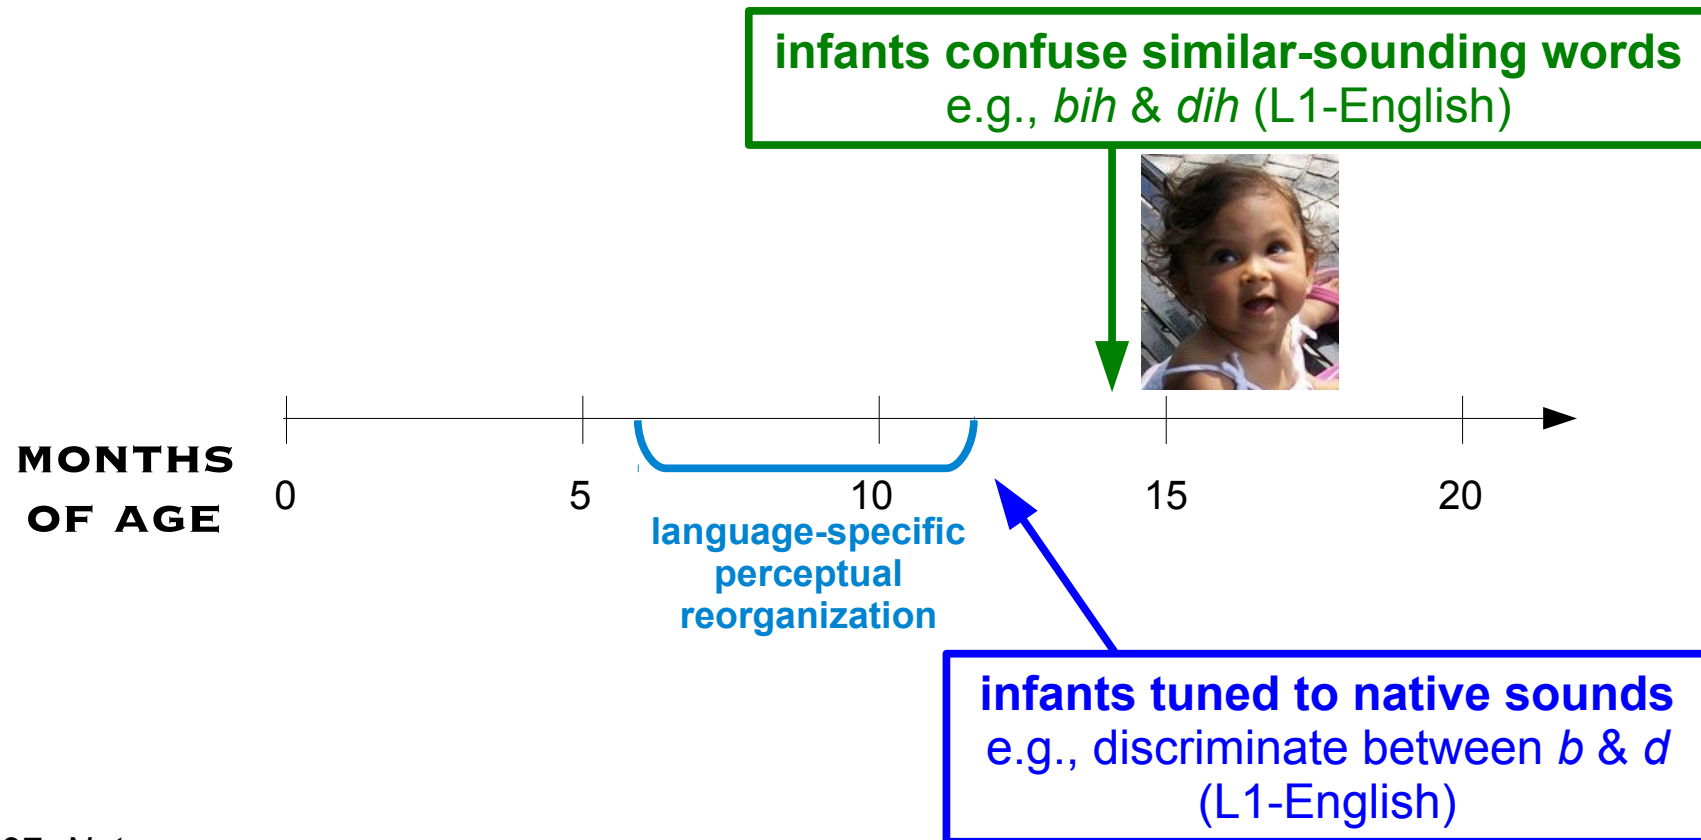 infants confuse similar-sounding words
e.g., bih & dih (L1-English)
MONTHS
OF AGE
0 5 10 15 20
language-specific
perceptual
reorganization
infants tuned to native sounds
e.g., discriminate between b & d
(L1-English)